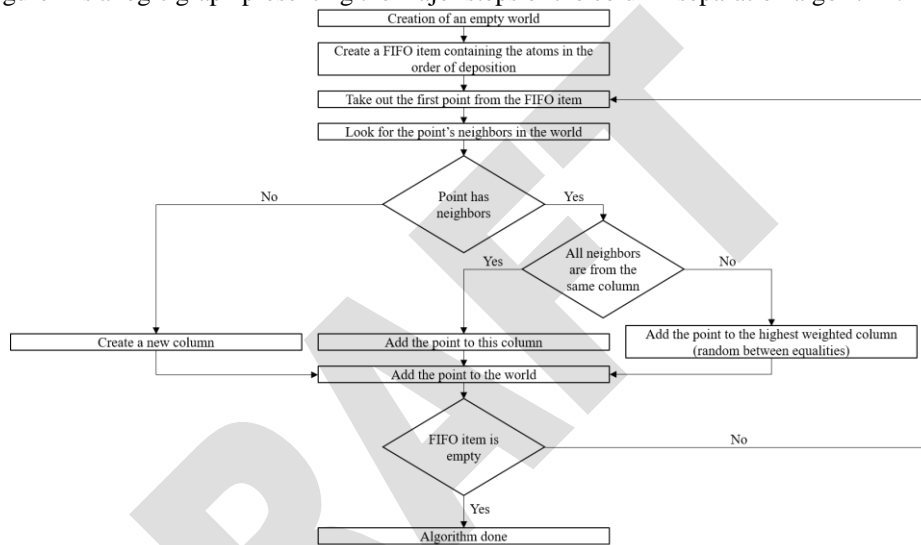 Creation of an empty world
Create a FIFO item containing the atoms in the
order of deposition
Take out the first point from the FIFO item
Look for the point's neighbors in the world
No
Point has
neighbors
Yes
Yes
All neighbors
are from the
same column
No
Create a new column
Add the point to this column
Add the point to the highest weighted column
(random between equalities)
Add the point to the world
FIFO item is
empty
No
Yes
Algorithm done